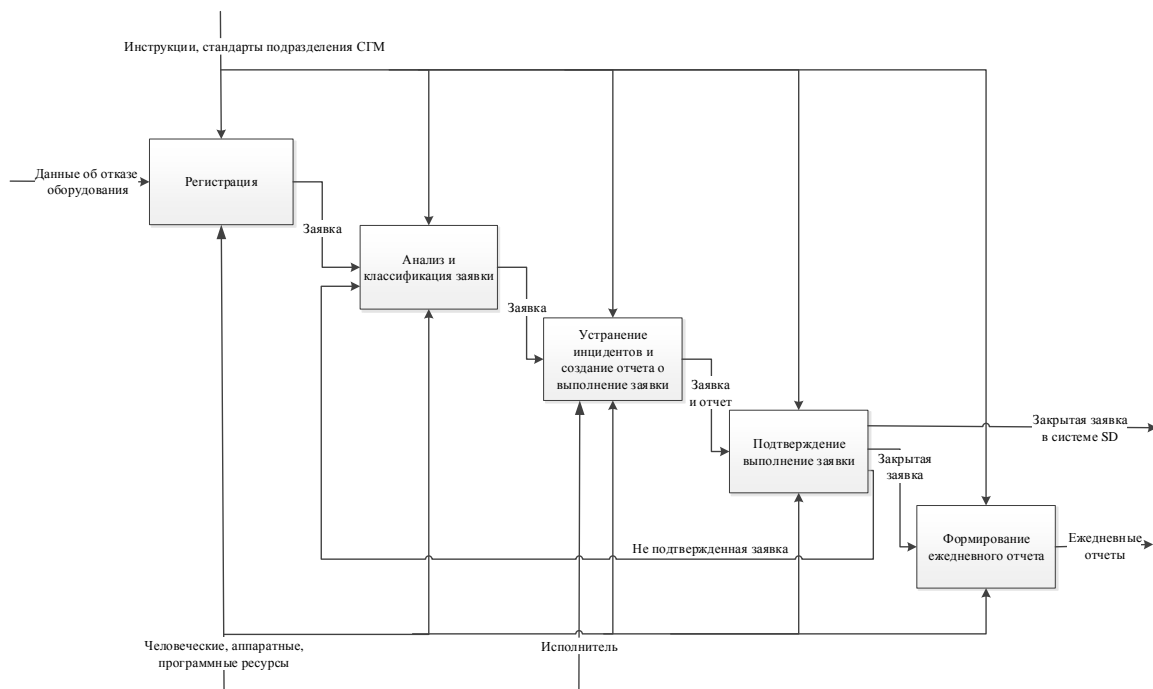 Инструкции, стандарты подразделения СГМ
Данные об отказе
оборудования
Регистрация
Заявка
Анализ и
классификация заявки
Заявка
Устранение
инцидентов и
создание отчета о
выполнение заявки
Заявка
и отчет
Подтверждение
выполнение заявки
Закрытая заявка
в системе SD
Закрытая
заявка
Не подтвержденная заявка
Формирование
ежедневного отчета
Ежедневные
отчеты
Человеческие, аппаратные,
программные ресурсы
Исполнитель